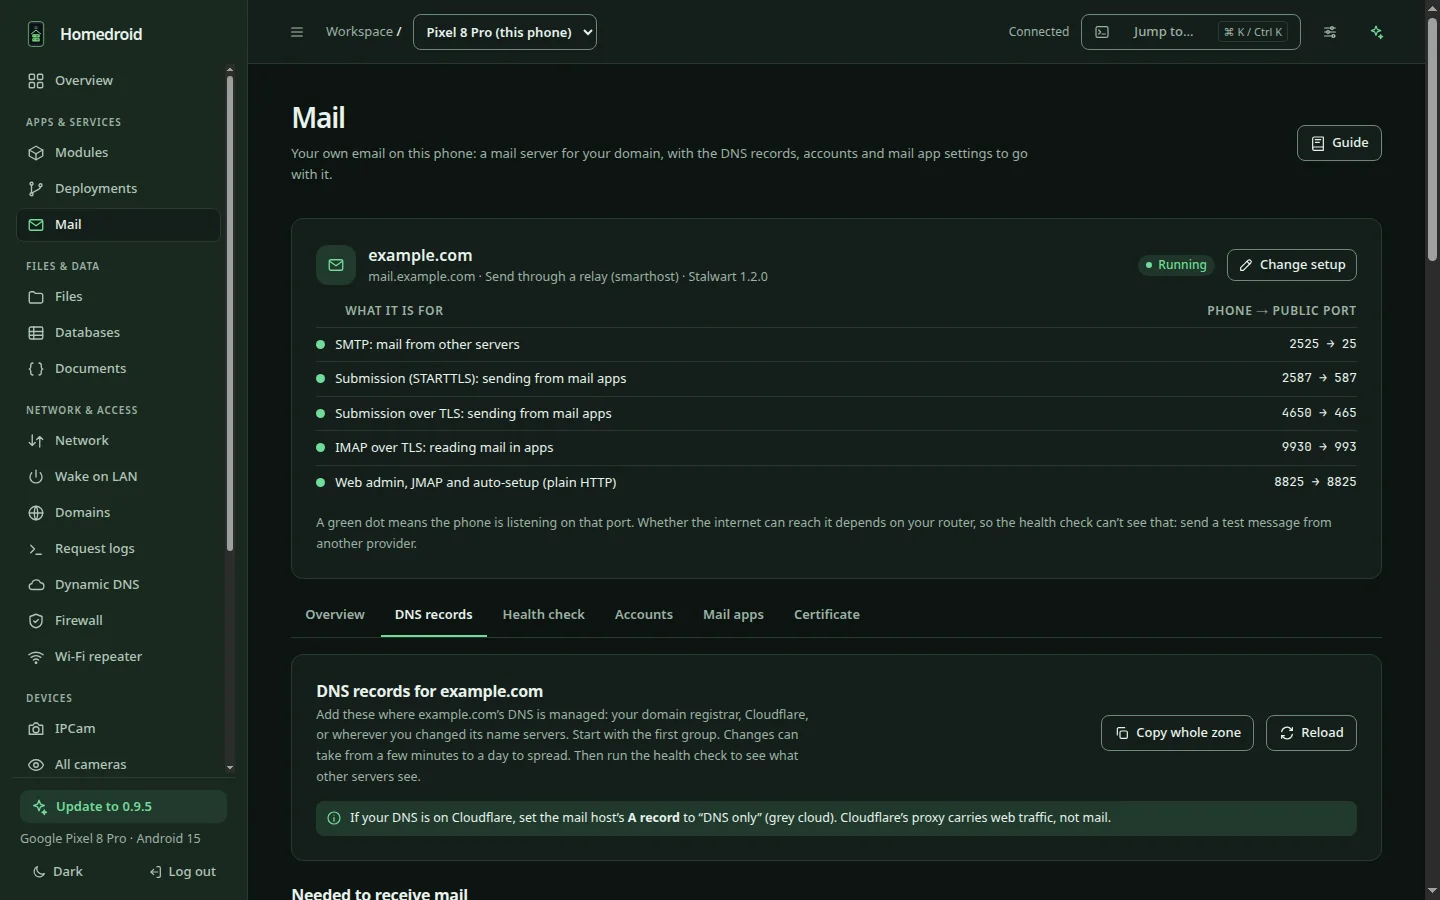 Homedroid
Overview
APPS & SERVICES
Modules
Deployments
Mail
FILES & DATA
Files
Databases
Documents
NETWORK & ACCESS
Network
Wake on LAN
Domains
Request logs
Dynamic DNS
Firewall
Wi-Fi repeater
DEVICES
IPCam
All cameras
Update to 0.9.5
Google Pixel 8 Pro · Android 15
Dark
Log out
Workspace /
Pixel 8 Pro (this phone)
Connected
Jump to...
⌘ K / Ctrl K
Mail
Your own email on this phone: a mail server for your domain, with the DNS records, accounts and mail app settings to go
with it.
Guide
example.com
mail.example.com · Send through a relay (smarthost) · Stalwart 1.2.0
Running
Change setup
WHAT IT IS FOR
PHONE → PUBLIC PORT
SMTP: mail from other servers
2525 → 25
Submission (STARTTLS): sending from mail apps
2587 → 587
Submission over TLS: sending from mail apps
4650 → 465
IMAP over TLS: reading mail in apps
9930 → 993
Web admin, JMAP and auto-setup (plain HTTP)
8825 → 8825
A green dot means the phone is listening on that port. Whether the internet can reach it depends on your router, so the health check can’t see that: send a test message from
another provider.
Overview
DNS records
Health check
Accounts
Mail apps
Certificate
DNS records for example.com
Add these where example.com’s DNS is managed: your domain registrar, Cloudflare,
or wherever you changed its name servers. Start with the first group. Changes can
take from a few minutes to a day to spread. Then run the health check to see what
other servers see.
Copy whole zone
Reload
If your DNS is on Cloudflare, set the mail host’s A record to “DNS only” (grey cloud). Cloudflare’s proxy carries web traffic, not mail.
Needed to receive mail